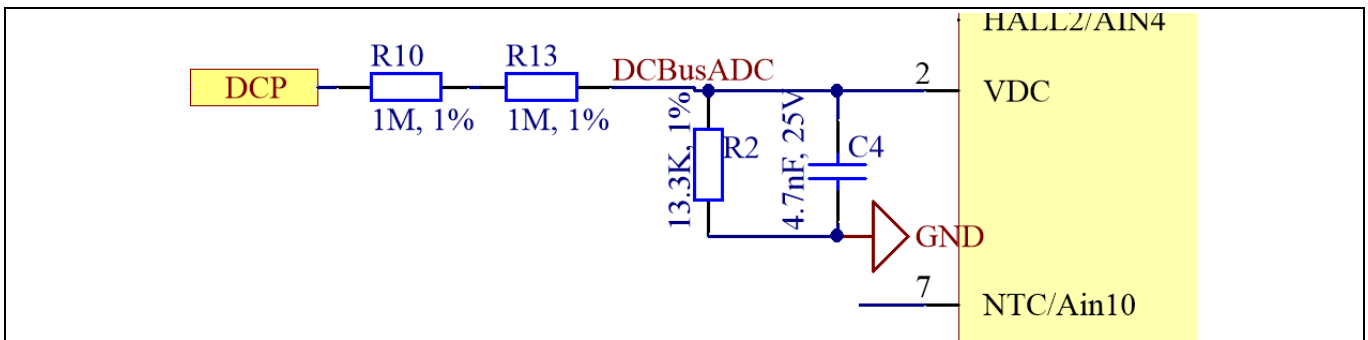 HALL2/AIN4
R10
R13
DCBusADC
2
DCP
VDC
1M, 1%
1M, 1%
13.3K, 1%
R2
4.7nF, 25V
C4
GND
7
NTC/Ain10